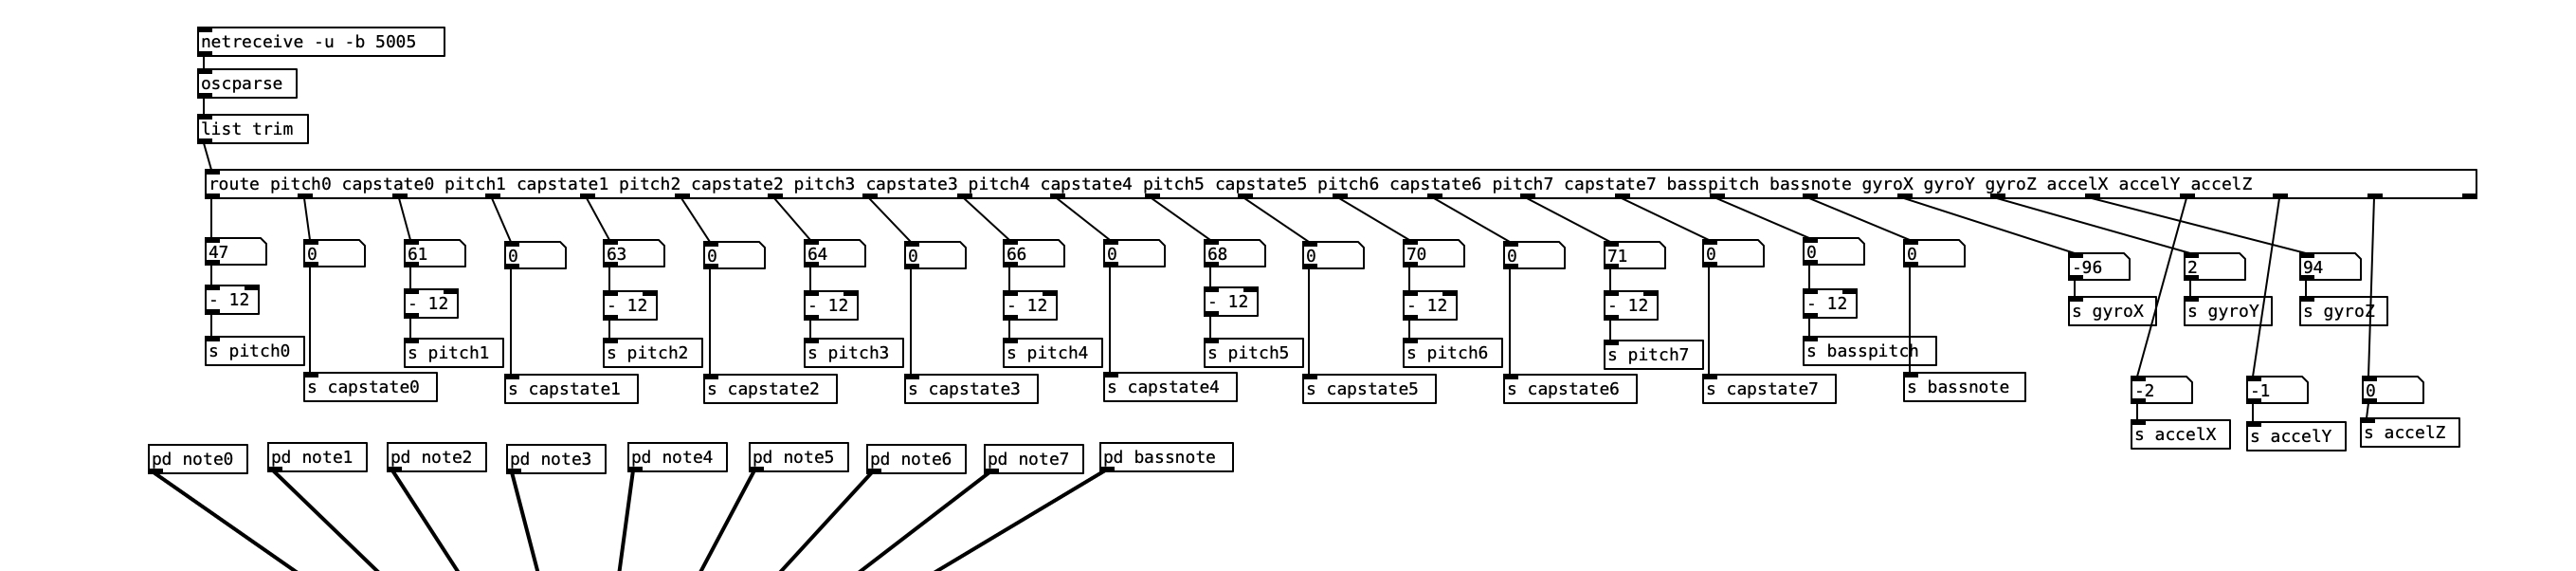 netreceive -u -b 5005
oscparse
list trim
route pitch0 capstate0 pitch1 capstate1 pitch2 capstate2 pitch3 capstate3 pitch4 capstate4 pitch5 capstate5 pitch6 capstate6 pitch7 capstate7 basspitch bassnote gyroX gyroY gyroZ accelX accelY accelZ
47 0 61 0 63 0 64 0 66 0 68 0 70 0 71 0 0 0 -96 2 94
- 12 - 12 - 12 - 12 - 12 - 12 - 12 - 12 - 12 s gyroX s gyroY s gyroZ
s pitch0 s pitch1 s pitch2 s pitch3 s pitch4 s pitch5 s pitch6 s pitch7 s basspitch
s capstate0 s capstate1 s capstate2 s capstate3 s capstate4 s capstate5 s capstate6 s capstate7 s bassnote -2 -1 0
s accelX s accelY s accelZ
pd note0 pd note1 pd note2 pd note3 pd note4 pd note5 pd note6 pd note7 pd bassnote